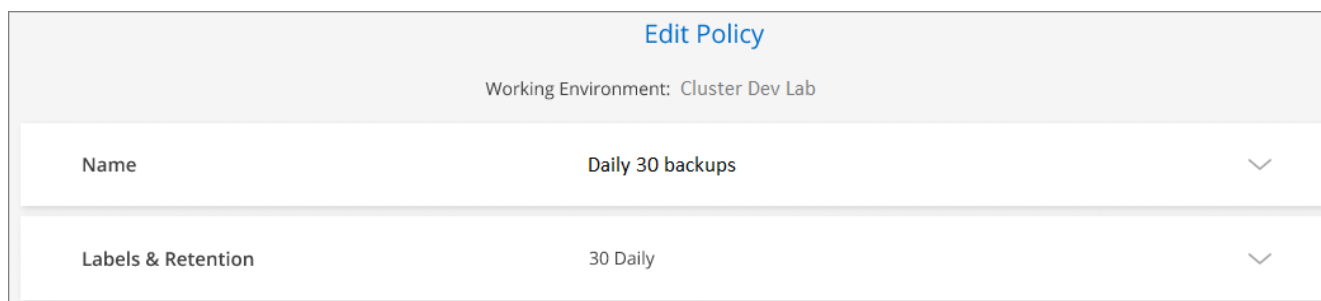 Edit Policy
Working Environment: Cluster Dev Lab
Name Daily 30 backups
Labels & Retention 30 Daily